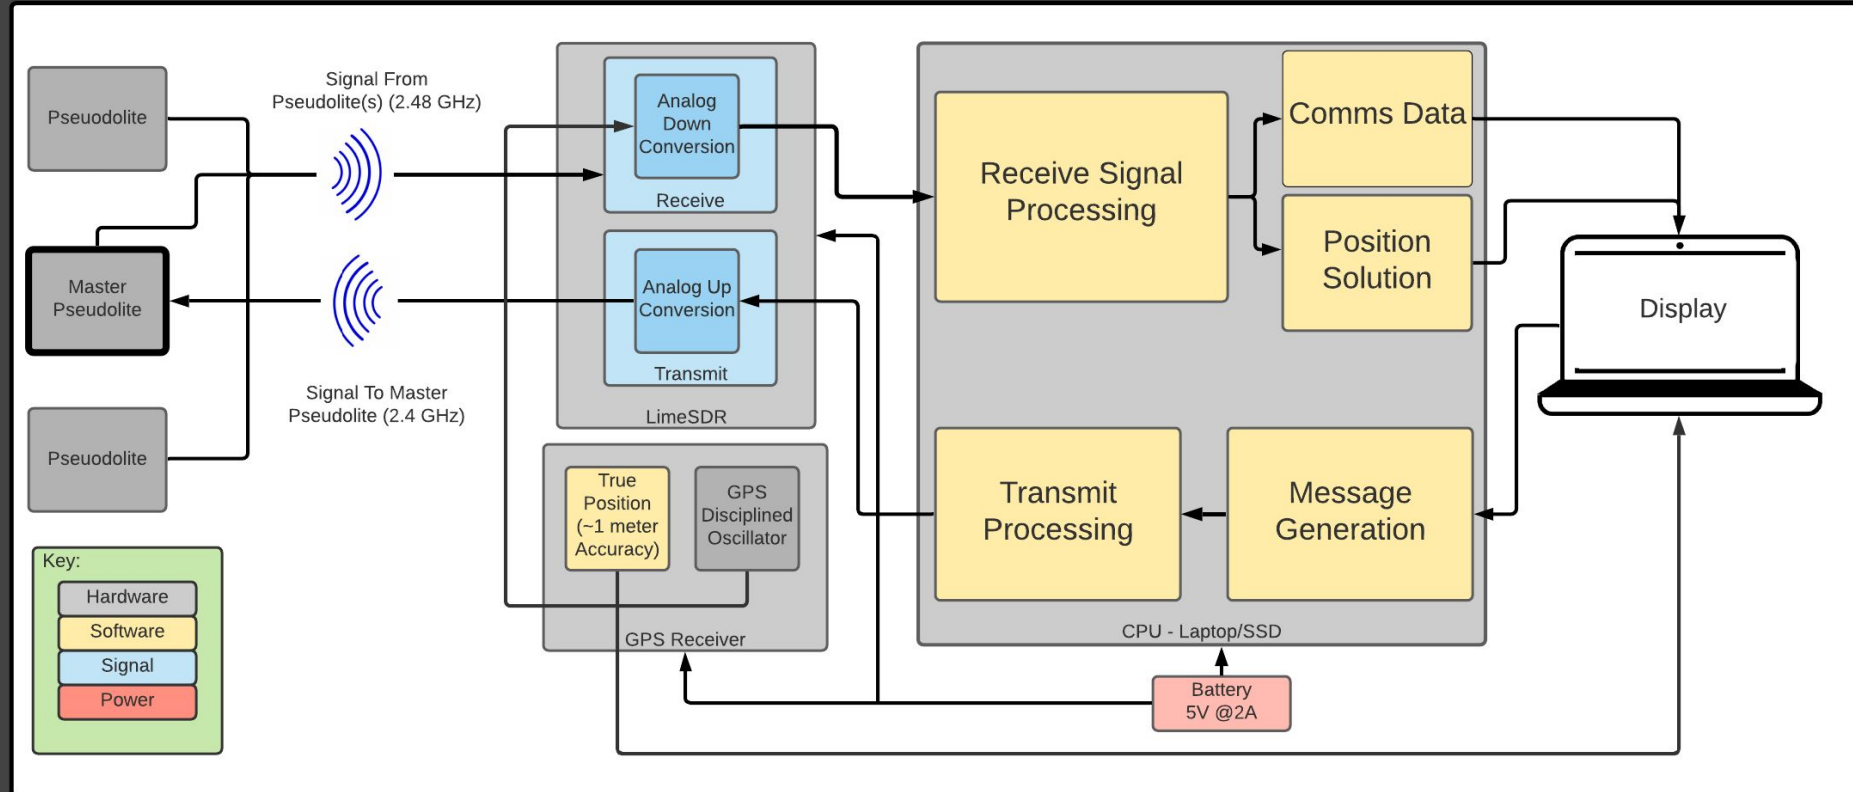 Pseuodolite
Signal From
Pseudolite(s) (2.48 GHz)
Master
Pseudolite
Signal To Master
Pseudolite (2.4 GHz)
Pseuodolite
Key:
Hardware
Software
Signal
Power
Analog
Down
Conversion
Receive
Analog Up
Conversion
Transmit
LimeSDR
True
Position
(~1 meter
Accuracy)
GPS
Disciplined
Oscillator
GPS Receiver
Receive Signal
Processing
Comms Data
Position
Solution
Transmit
Processing
Message
Generation
CPU - Laptop/SSD
Battery
5V @2A
Display